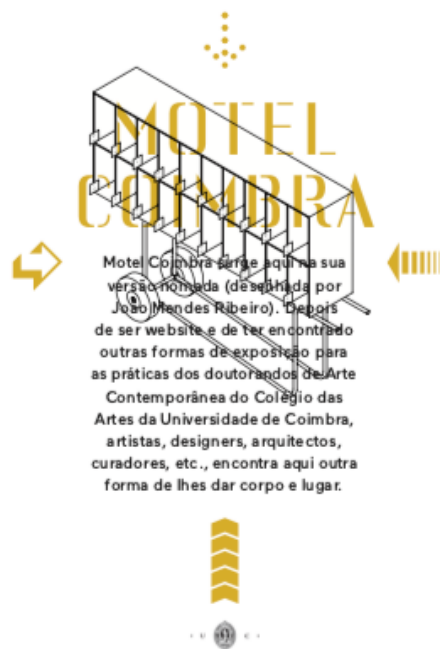 MOTEL
COIMBRA
Motel Coimbra surge aqui na sua
versão nómada (desenhada por
João Mendes Ribeiro). Depois
de ser website e de ter encontrado
outras formas de exposição para
as práticas dos doutorandos de Arte
Contemporânea do Colégio das
Artes da Universidade de Coimbra,
artistas, designers, arquitectos,
curadores, etc., encontra aqui outra
forma de lhes dar corpo e lugar.